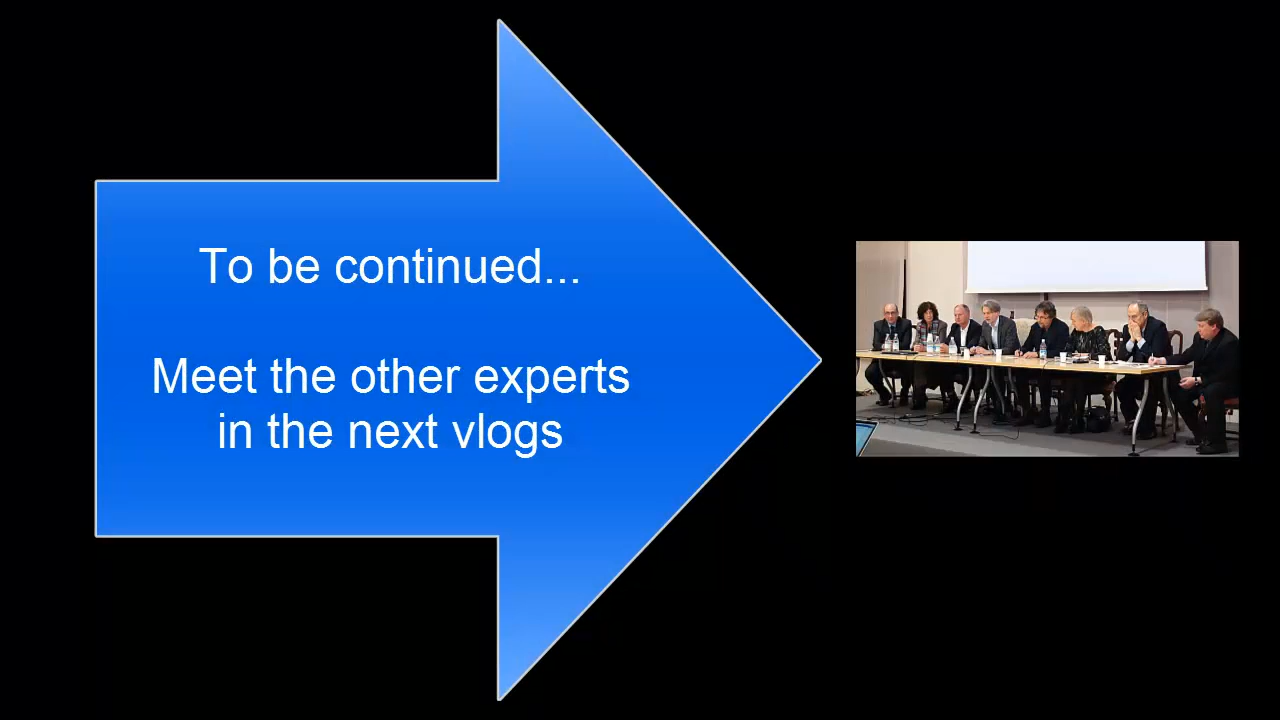 To be continued...
Meet the other experts
in the next vlogs